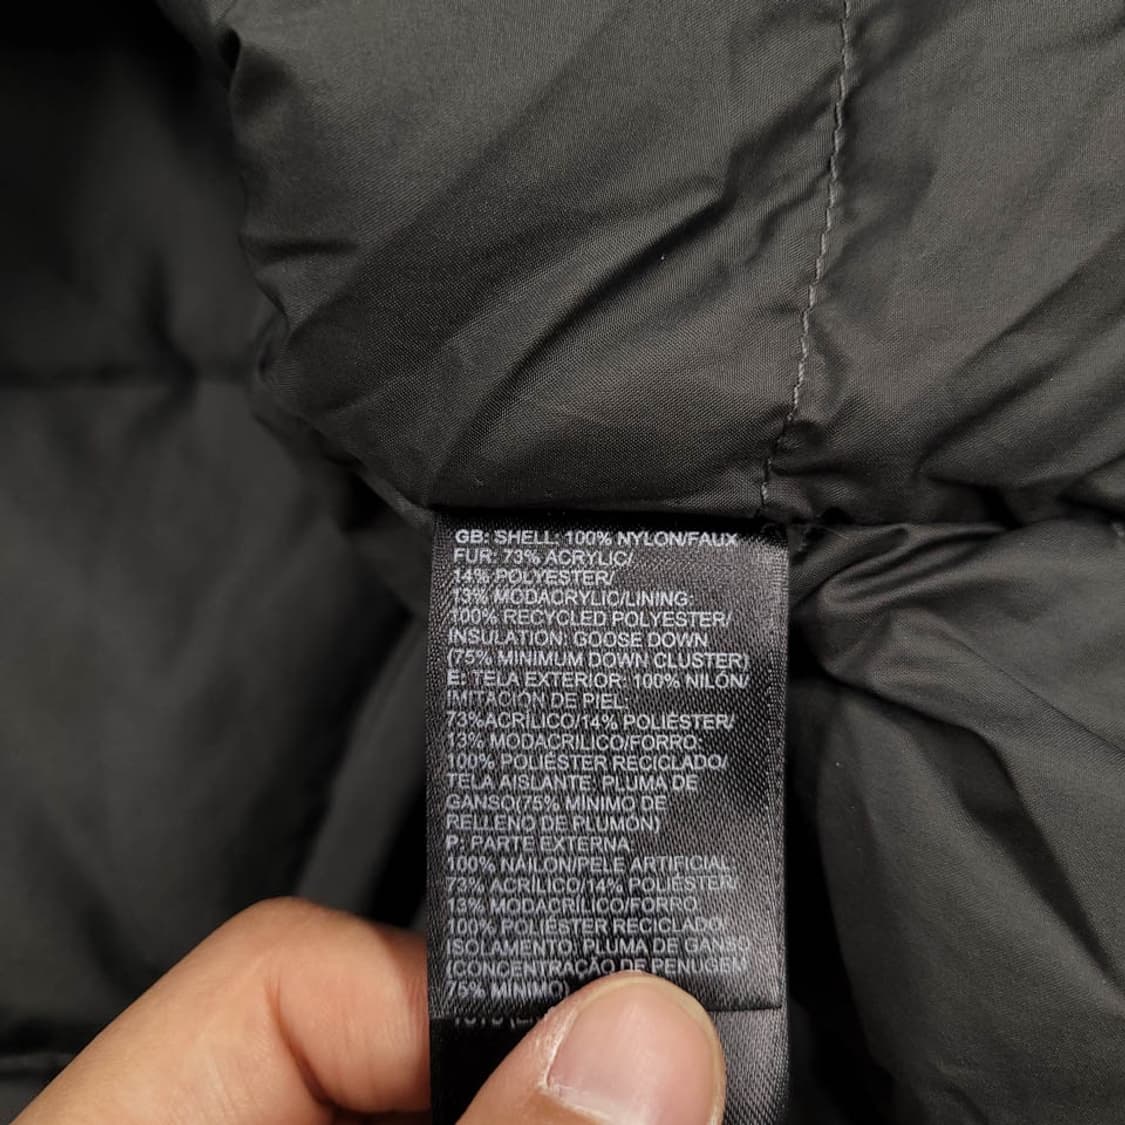 GB: SHELL: 100% NYLON/FAUX
FUR: 73% ACRYLIC/
14% POLYESTER/
13% MODACRYLIC/LINING:
100% RECYCLED POLYESTER/
INSULATION: GOOSE DOWN
(75% MINIMUM DOWN CLUSTER)
E: TELA EXTERIOR: 100% NILÓN/
IMITACIÓN DE PIEL
73%ACRÍLICO/14% POLIÉSTER/
13% MODACRÍLICO/FORRO:
100% POLIÉSTER RECICLADO/
TELA AISLANTE: PLUMA DE
GANSO(75% MÍNIMO DE
RELLENO DE PLUMÓN)
P: PARTE EXTERNA:
100% NÁILON/PELE ARTIFICIAL:
73% ACRÍLICO/14% POLIÉSTER/
13% MODACRÍLICO/FORRO
100% POLIÉSTER RECICLADO/
ISOLAMENTO: PLUMA DE GANSO
(CONCENTRAÇÃO DE PENUGEM
75% MÍNIMO)